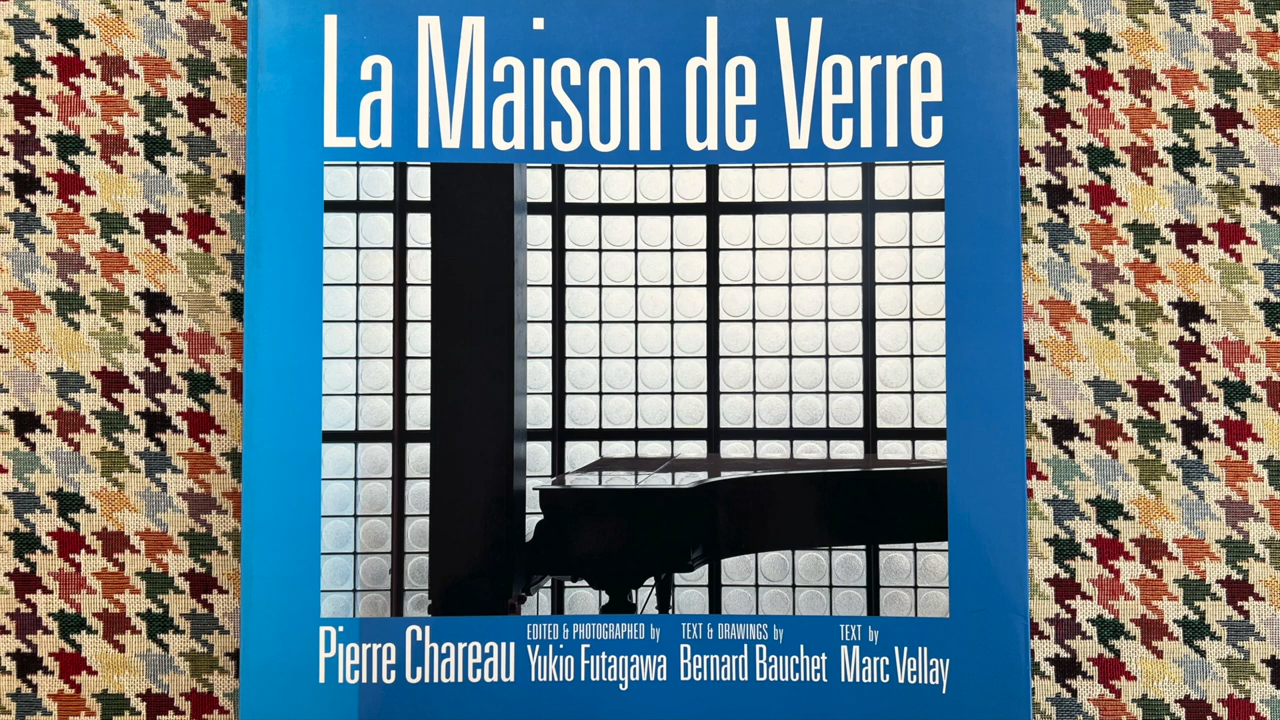 La Maison de Verre
Pierre Chareau
EDITED & PHOTOGRAPHED by
Yukio Futagawa
TEXT & DRAWINGS by
Bernard Bauchet
TEXT by
Marc Vellay